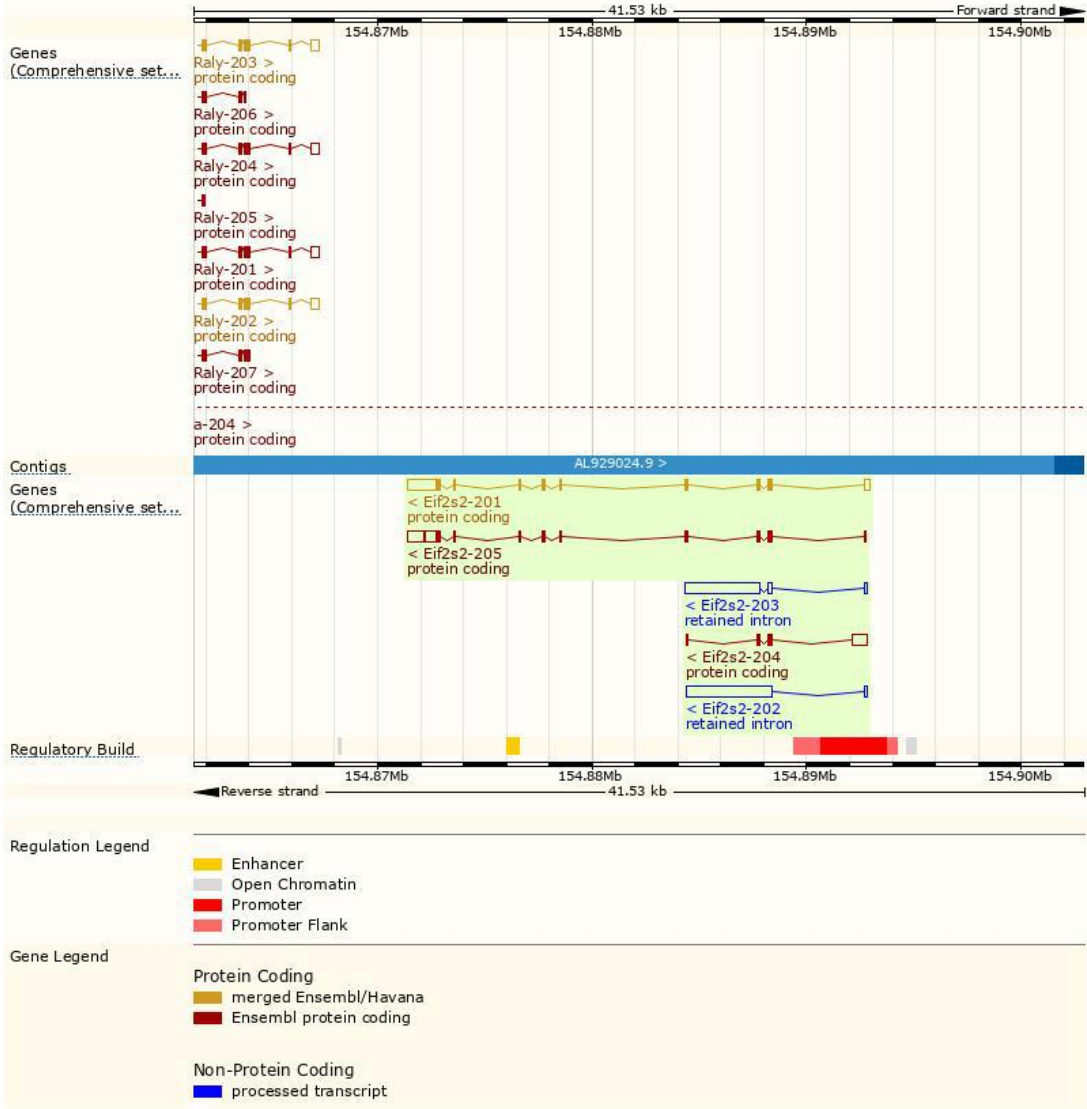 41.53 kb Forward strand
154.87Mb 154.88Mb 154.89Mb 154.90Mb
Genes
(Comprehensive set...
Raly-203 >
protein coding
Raly-206 >
protein coding
Raly-204 >
protein coding
Raly-205 >
protein coding
Raly-201 >
protein coding
Raly-202 >
protein coding
Raly-207 >
protein coding
a-204 >
protein coding
Contigs AL929024.9 >
Genes
(Comprehensive set...
< Eif2s2-201
protein coding
< Eif2s2-205
protein coding
< Eif2s2-203
retained intron
< Eif2s2-204
protein coding
< Eif2s2-202
retained intron
Regulatory Build
154.87Mb 154.88Mb 154.89Mb 154.90Mb
Reverse strand 41.53 kb
Regulation Legend
Enhancer
Open Chromatin
Promoter
Promoter Flank
Gene Legend
Protein Coding
merged Ensembl/Havana
Ensembl protein coding
Non-Protein Coding
processed transcript